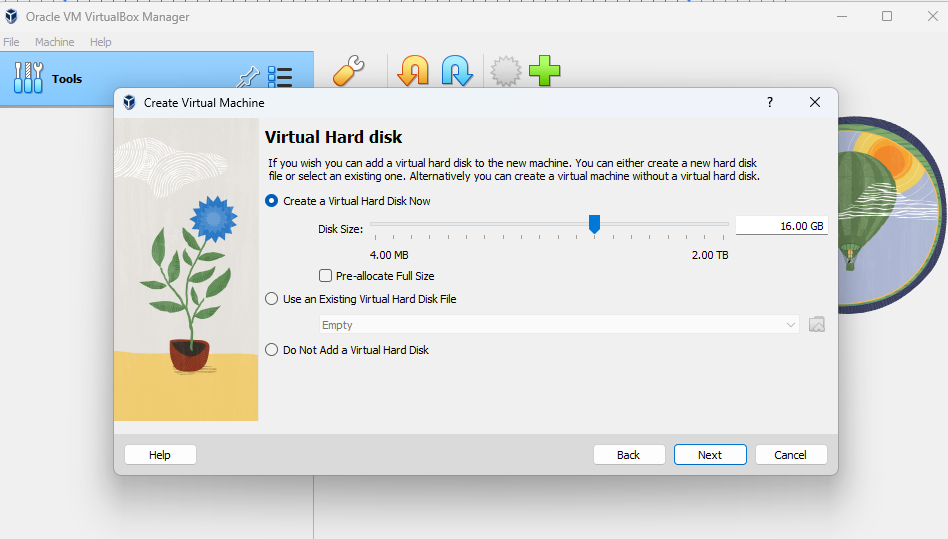 Oracle VM VirtualBox Manager
File Machine Help
Tools
Create Virtual Machine
?
Virtual Hard disk
If you wish you can add a virtual hard disk to the new machine. You can either create a new hard disk
file or select an existing one. Alternatively you can create a virtual machine without a virtual hard disk.
Create a Virtual Hard Disk Now
Disk Size:
16.00 GB
4.00 MB
2.00 TB
Pre-allocate Full Size
Use an Existing Virtual Hard Disk File
Empty
Do Not Add a Virtual Hard Disk
Help
Back
Next
Cancel